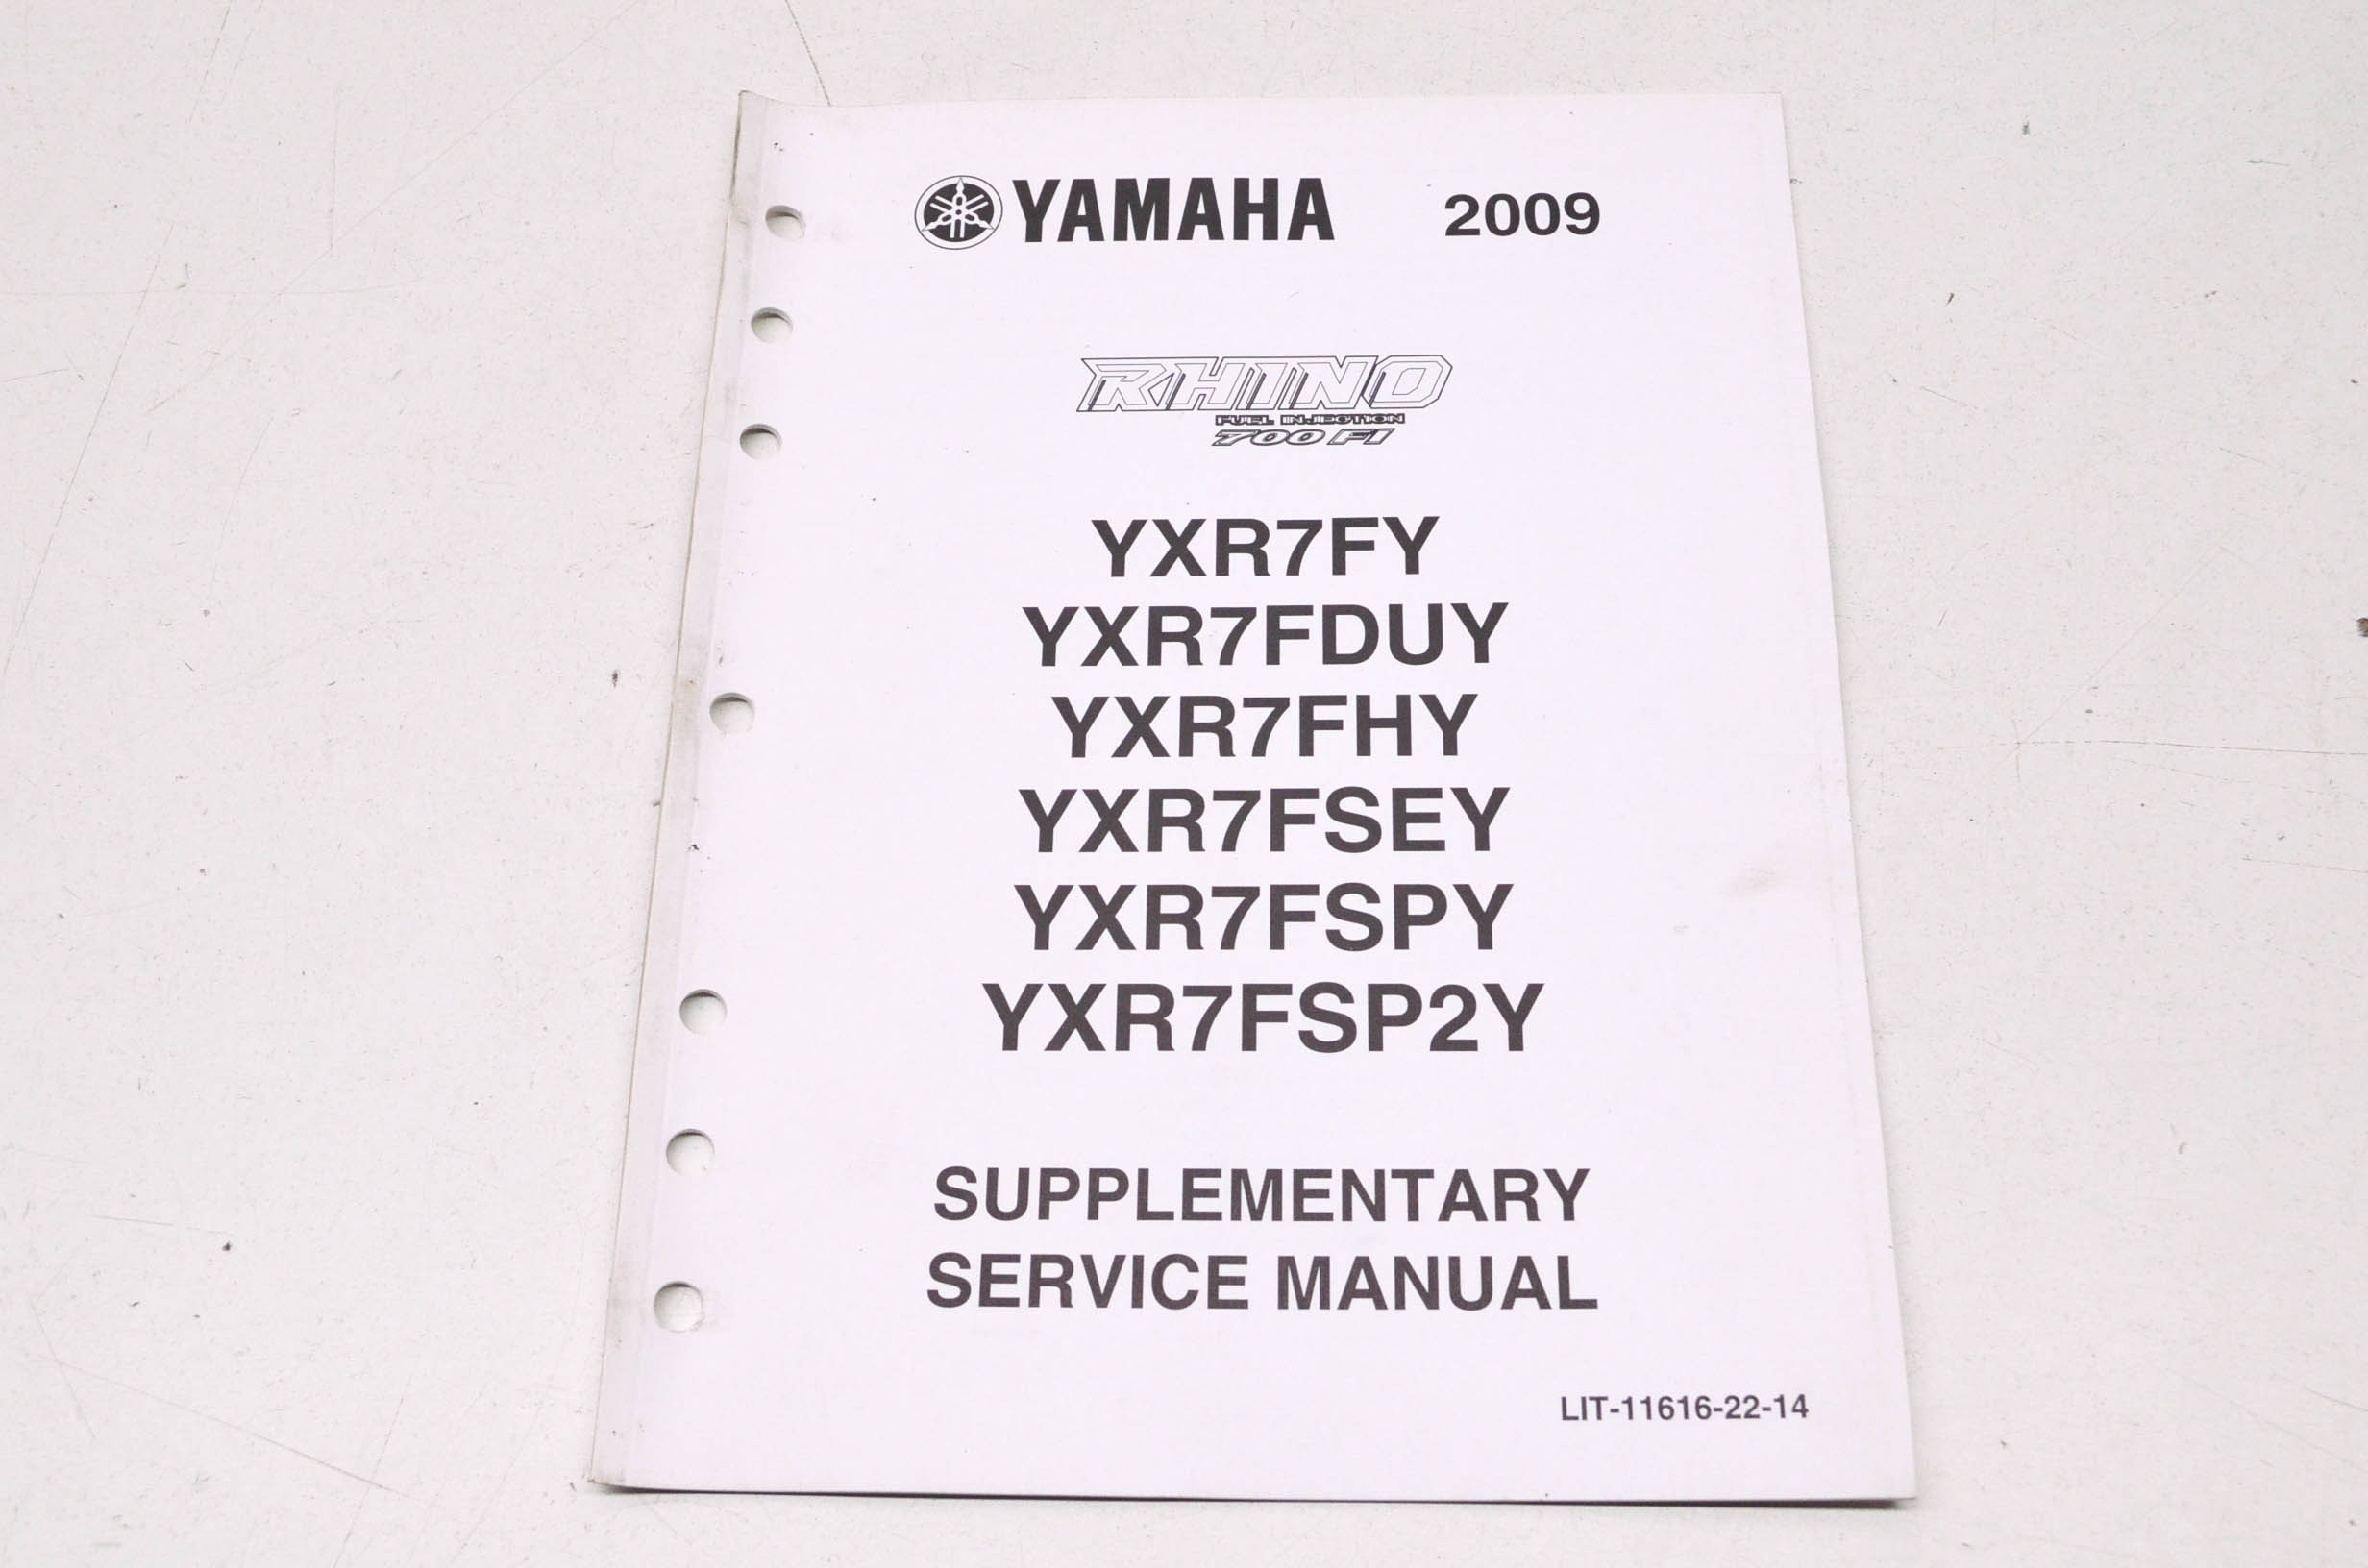 YAMAHA 2009
RHINO
FUEL INJECTION
700 FI
YXR7FY
YXR7FDUY
YXR7FHY
YXR7FSEY
YXR7FSPY
YXR7FSP2Y
SUPPLEMENTARY
SERVICE MANUAL
LIT-11616-22-14